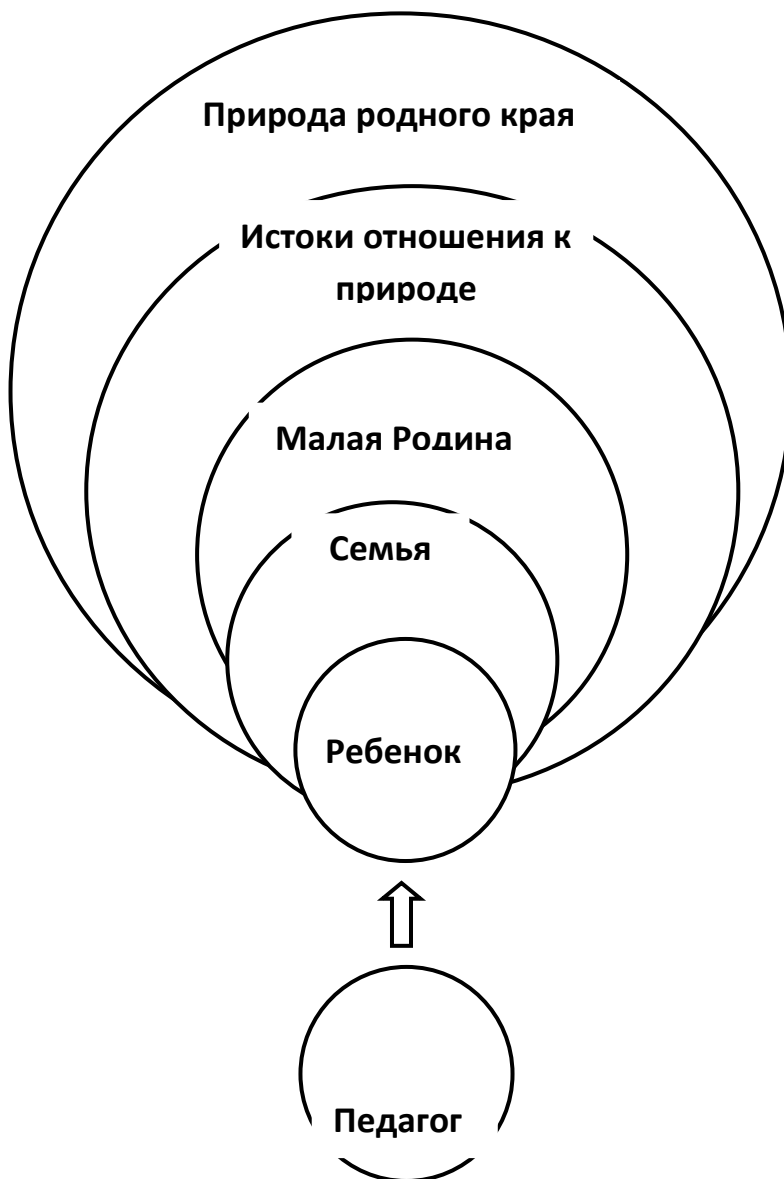 Природа родного края
Истоки отношения к
природе
Малая Родина
Семья
Ребенок
Педагог